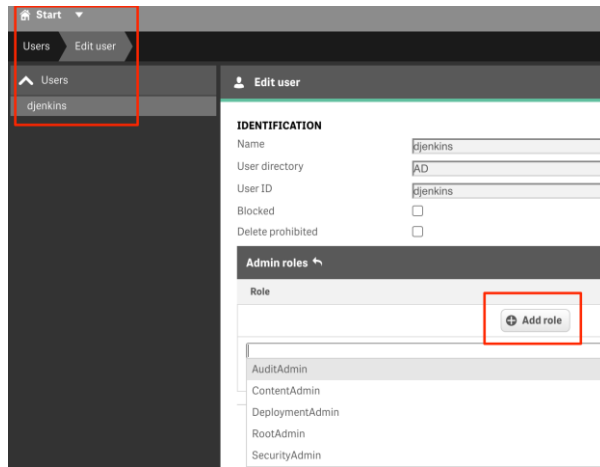 Start
Users Edit user
Users
djenkins
Edit user
IDENTIFICATION
Name djenkins
User directory AD
User ID djenkins
Blocked
Delete prohibited
Admin roles
Role
Add role
AuditAdmin
ContentAdmin
DeploymentAdmin
RootAdmin
SecurityAdmin